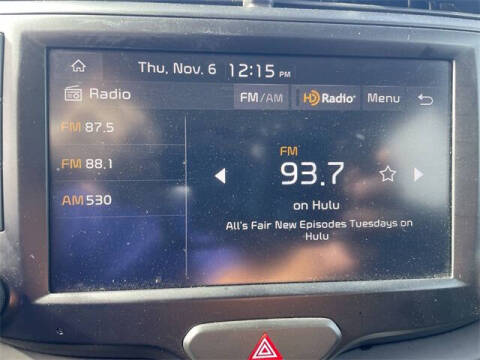 Thu, Nov. 6 12:15 PM
Radio FM/AM HD Radio® Menu
FM 87.5
FM 88.1
AM 530
FM
93.7
on Hulu
All's Fair New Episodes Tuesdays on
Hulu